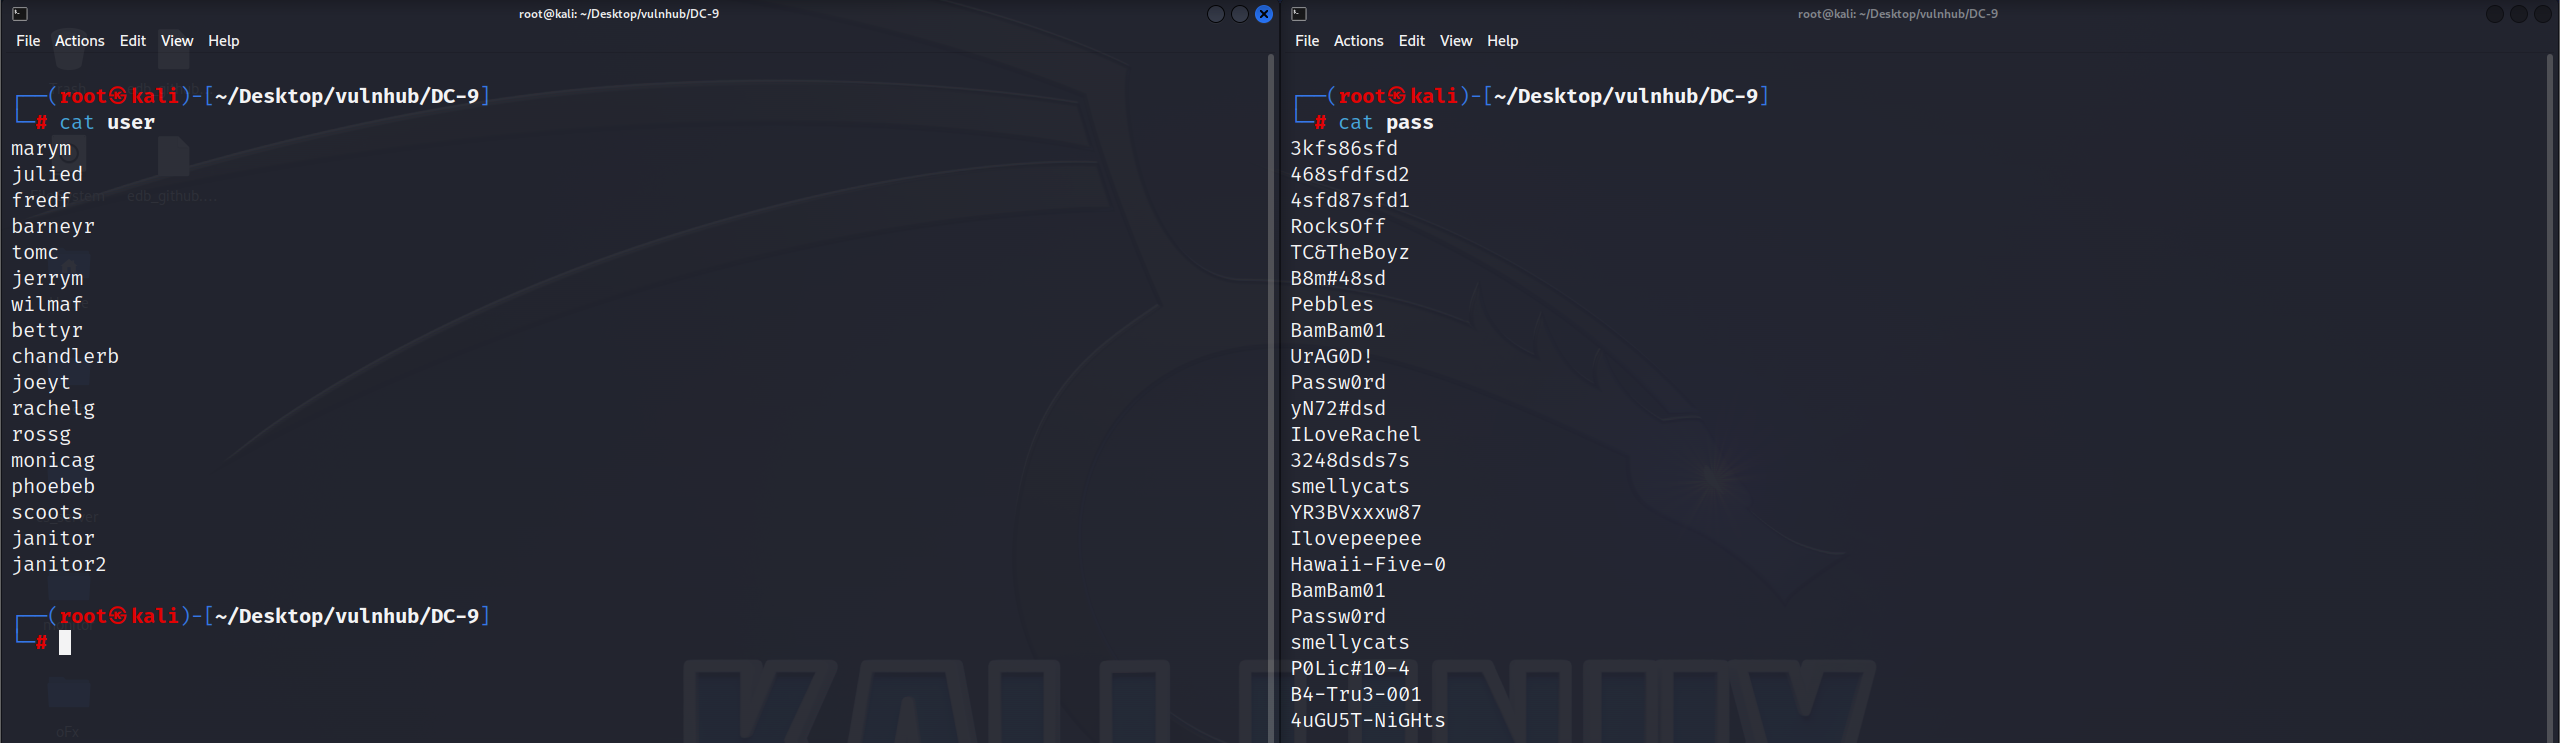 root@kali: ~/Desktop/vulnhub/DC-9
File Actions Edit View Help
┌──(root㉿kali)-[~/Desktop/vulnhub/DC-9]
└─# cat user
marym
julied
fredf
barneyr
tomc
jerrym
wilmaf
bettyr
chandlerb
joeyt
rachelg
rossg
monicag
phoebeb
scoots
janitor
janitor2
┌──(root㉿kali)-[~/Desktop/vulnhub/DC-9]
└─#
root@kali: ~/Desktop/vulnhub/DC-9
File Actions Edit View Help
┌──(root㉿kali)-[~/Desktop/vulnhub/DC-9]
└─# cat pass
3kfs86sfd
468sfdfsd2
4sfd87sfd1
RocksOff
TC&TheBoyz
B8m#48sd
Pebbles
BamBam01
UrAG0D!
Passw0rd
yN72#dsd
ILoveRachel
3248dsds7s
smellycats
YR3BVxxxw87
Ilovepeepee
Hawaii-Five-0
BamBam01
Passw0rd
smellycats
P0Lic#10-4
B4-Tru3-001
4uGU5T-NiGHts